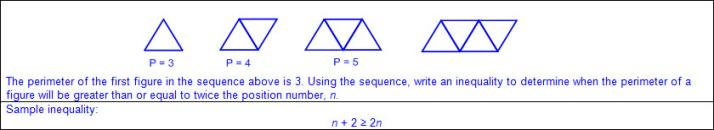 P = 3 P = 4 P = 5
The perimeter of the first figure in the sequence above is 3. Using the sequence, write an inequality to determine when the perimeter of a
figure will be greater than or equal to twice the position number, n.
Sample inequality:
n + 2 ≥ 2n